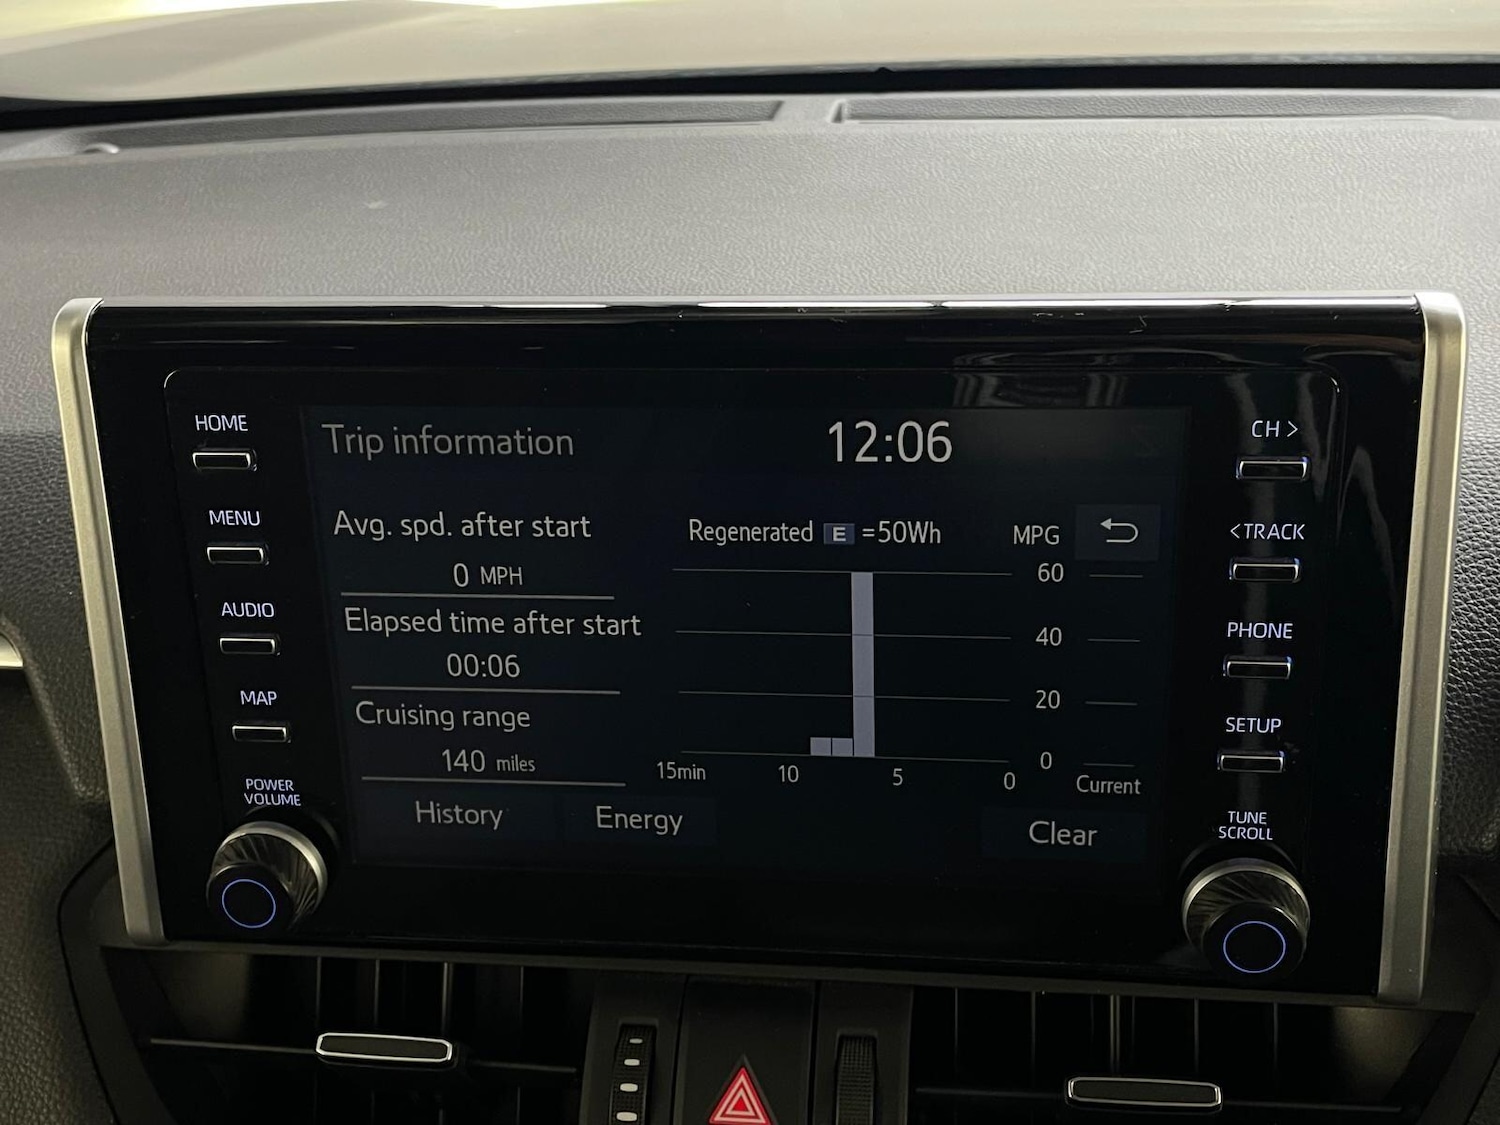 HOME
MENU
AUDIO
MAP
POWER
VOLUME
Trip information
12:06
Avg. spd. after start
0 MPH
Elapsed time after start
00:06
Cruising range
140 miles
Regenerated E =50Wh
MPG
60
40
20
0
15min 10 5 0 Current
History
Energy
Clear
CH >
<TRACK
PHONE
SETUP
TUNE
SCROLL